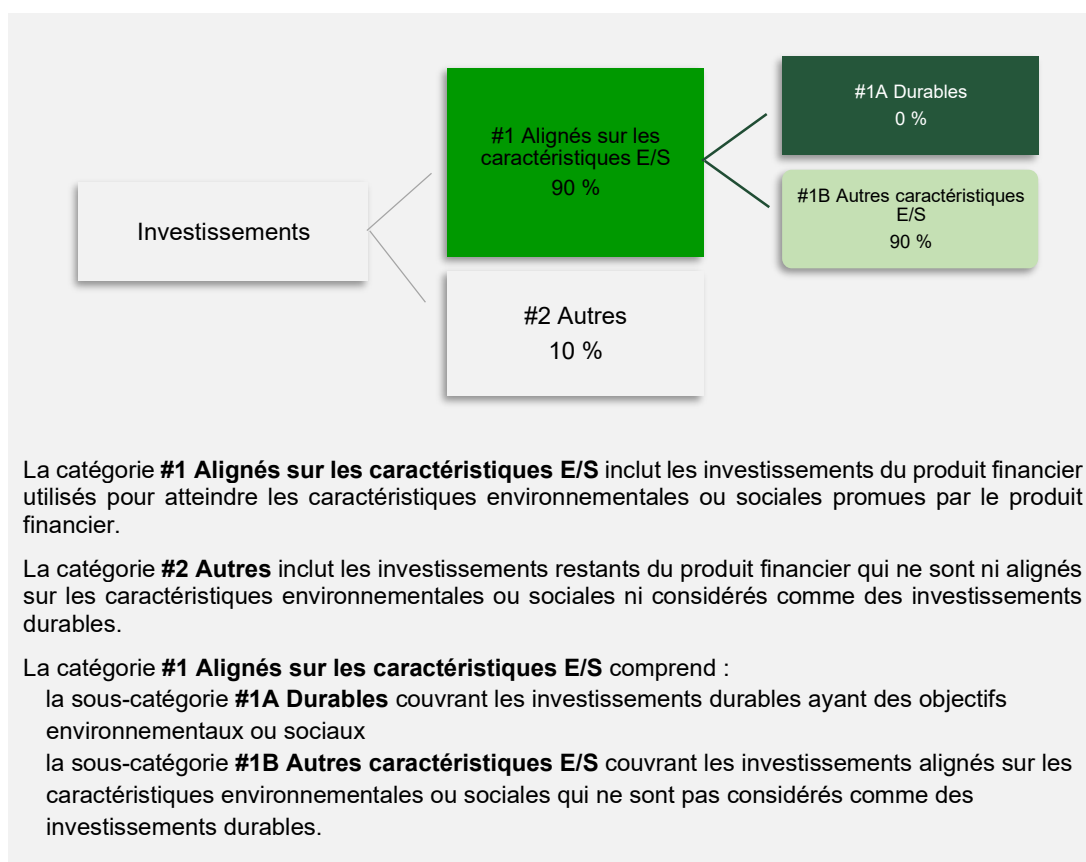 Investissements
#1 Alignés sur les
caractéristiques E/S
90 %
#2 Autres
10 %
#1A Durables
0 %
#1B Autres caractéristiques
E/S
90 %
La catégorie #1 Alignés sur les caractéristiques E/S inclut les investissements du produit financier
utilisés pour atteindre les caractéristiques environnementales ou sociales promues par le produit
financier.
La catégorie #2 Autres inclut les investissements restants du produit financier qui ne sont ni alignés
sur les caractéristiques environnementales ou sociales ni considérés comme des investissements
durables.
La catégorie #1 Alignés sur les caractéristiques E/S comprend :
la sous-catégorie #1A Durables couvrant les investissements durables ayant des objectifs
environnementaux ou sociaux
la sous-catégorie #1B Autres caractéristiques E/S couvrant les investissements alignés sur les
caractéristiques environnementales ou sociales qui ne sont pas considérés comme des
investissements durables.